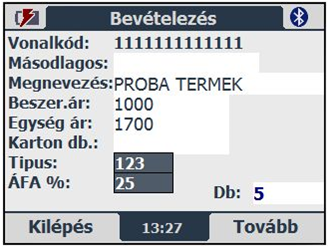 Bevételezés
Vonalkód: 1111111111111
Másodlagos:
Megnevezés: PROBA TERMEK
Beszer.ár: 1000
Egység ár: 1700
Karton db.:
Tipus: 123
ÁFA %: 25
Db: 5
Kilépés 13:27 Tovább